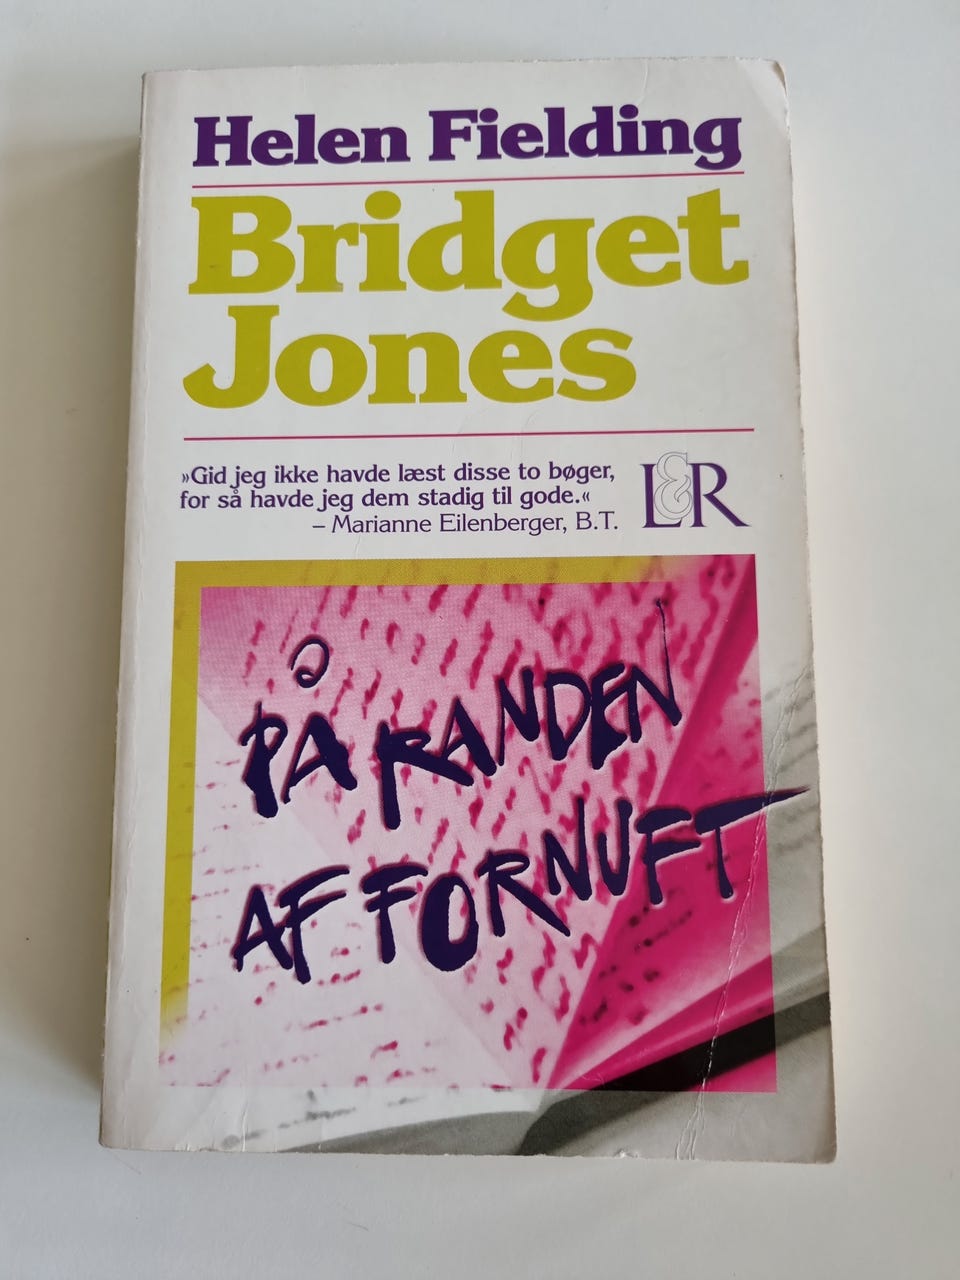 Helen Fielding
Bridget
Jones
»Gid jeg ikke havde læst disse to bøger,
for så havde jeg dem stadig til gode.«
– Marianne Eilenberger, B.T.
L&R
PÅ RANDEN
AF FORNUFT